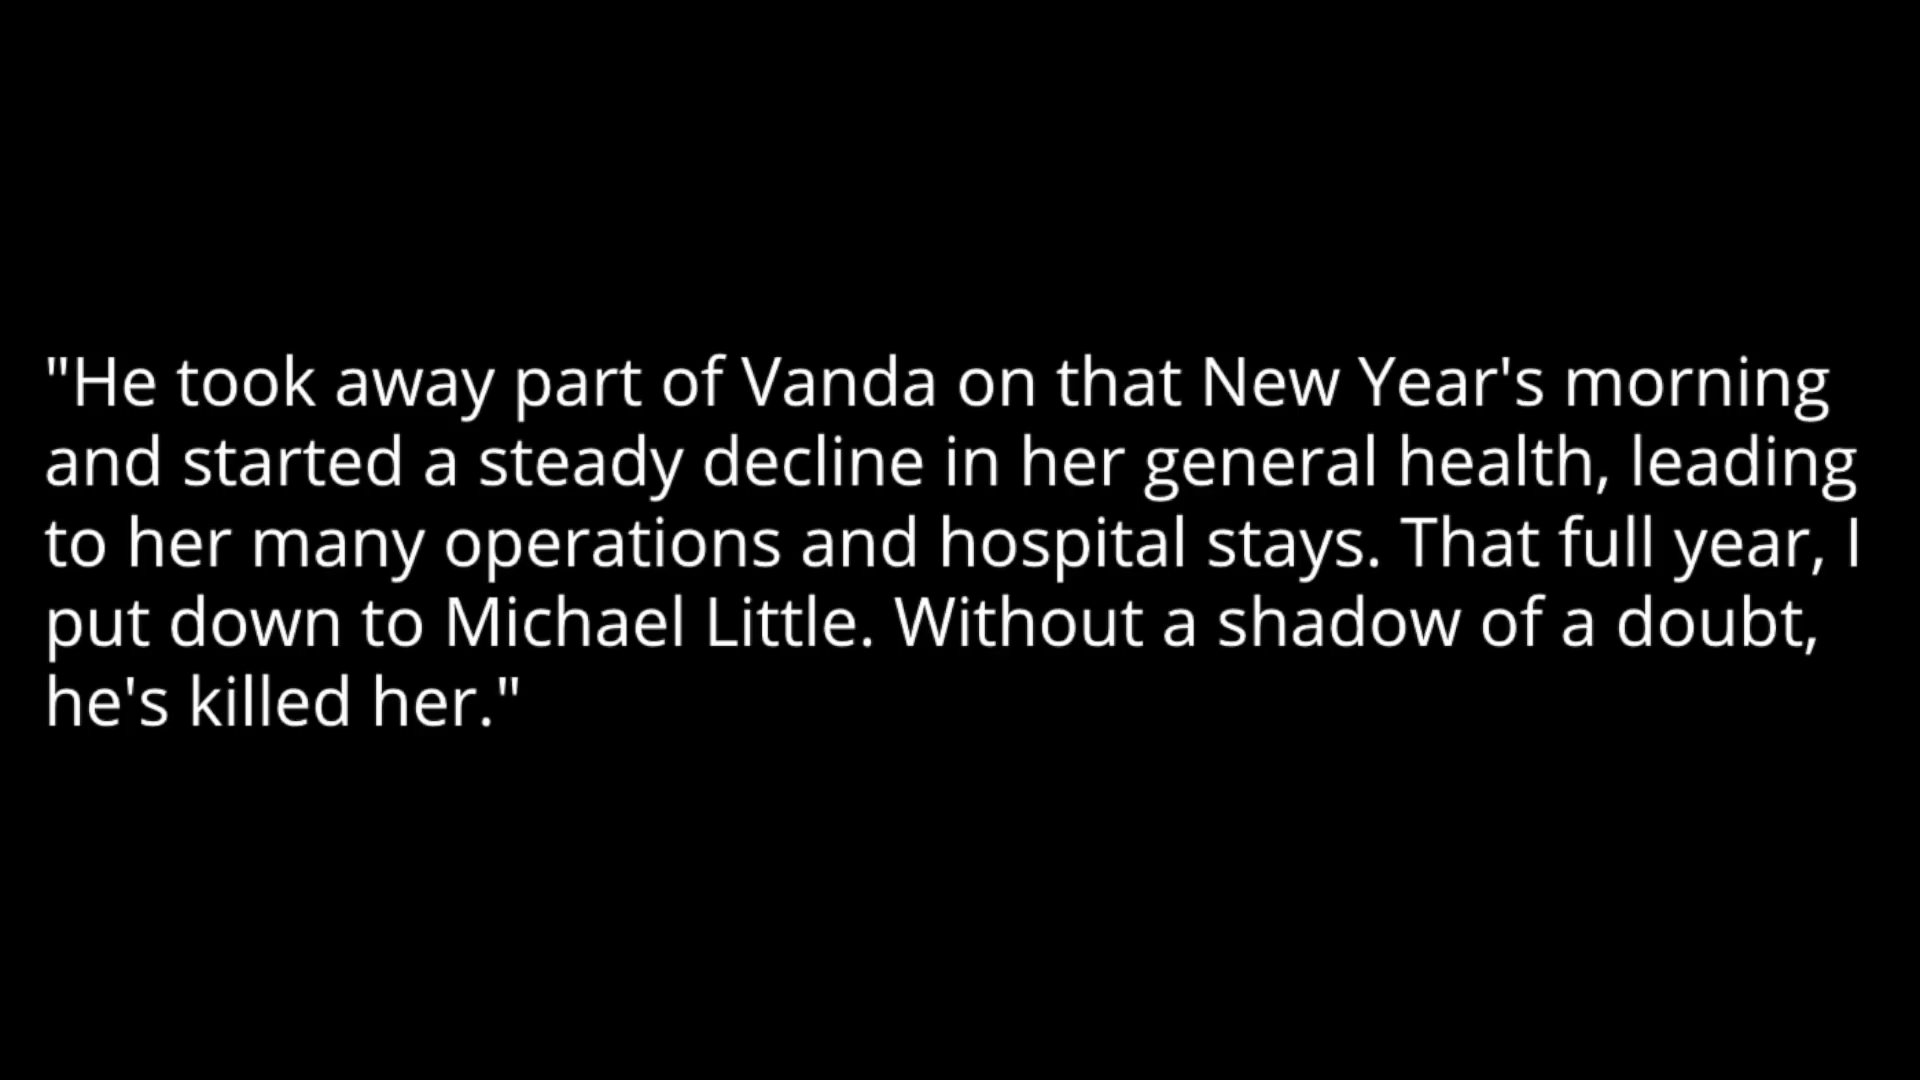 "He took away part of Vanda on that New Year's morning
and started a steady decline in her general health, leading
to her many operations and hospital stays. That full year, I
put down to Michael Little. Without a shadow of a doubt,
he's killed her."